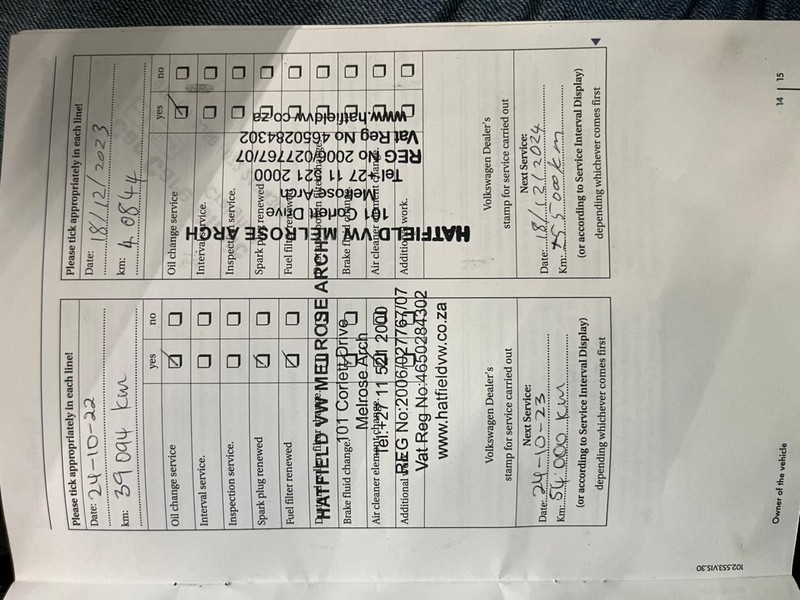 Please tick appropriately in each line!
Date: 24-10-22
km: 39 094 km
yes no
Oil change service
Interval service.
Inspection service.
Spark plug renewed
Fuel filter renewed
HATFIELD VW MELROSE ARCH
Brake fluid change.
101 Corlett Drive
Melrose Arch
Air cleaner element change.
Tel:+27 11 521 2000
Additional
REG No:2006/027767/07
Vat Reg No:4650284302
www.hatfieldvw.co.za
Volkswagen Dealer's
stamp for service carried out
Next Service:
Date: 24-10-23
Km: 54 000 km
(or according to Service Interval Display)
depending whichever comes first
Please tick appropriately in each line!
Date: 18/12/2023
km: 40844
yes no
Oil change service
Interval service.
Inspection service.
Spark plug renewed
Fuel filter renewed
Brake fluid change.
Air cleaner element change.
Additional work.
HATFIELD VW MELROSE ARCH
101 Corlett Drive
Melrose Arch
Tel:+27 11 521 2000
REG No 2006/027767/07
Vat Reg No 4650284302
www.hatfieldvw.co.za
Volkswagen Dealer's
stamp for service carried out
Next Service:
Date: 18/12/2024
Km: 55 000 km
(or according to Service Interval Display)
depending whichever comes first
102.5S3.V1S.30
Owner of the vehicle
14 15